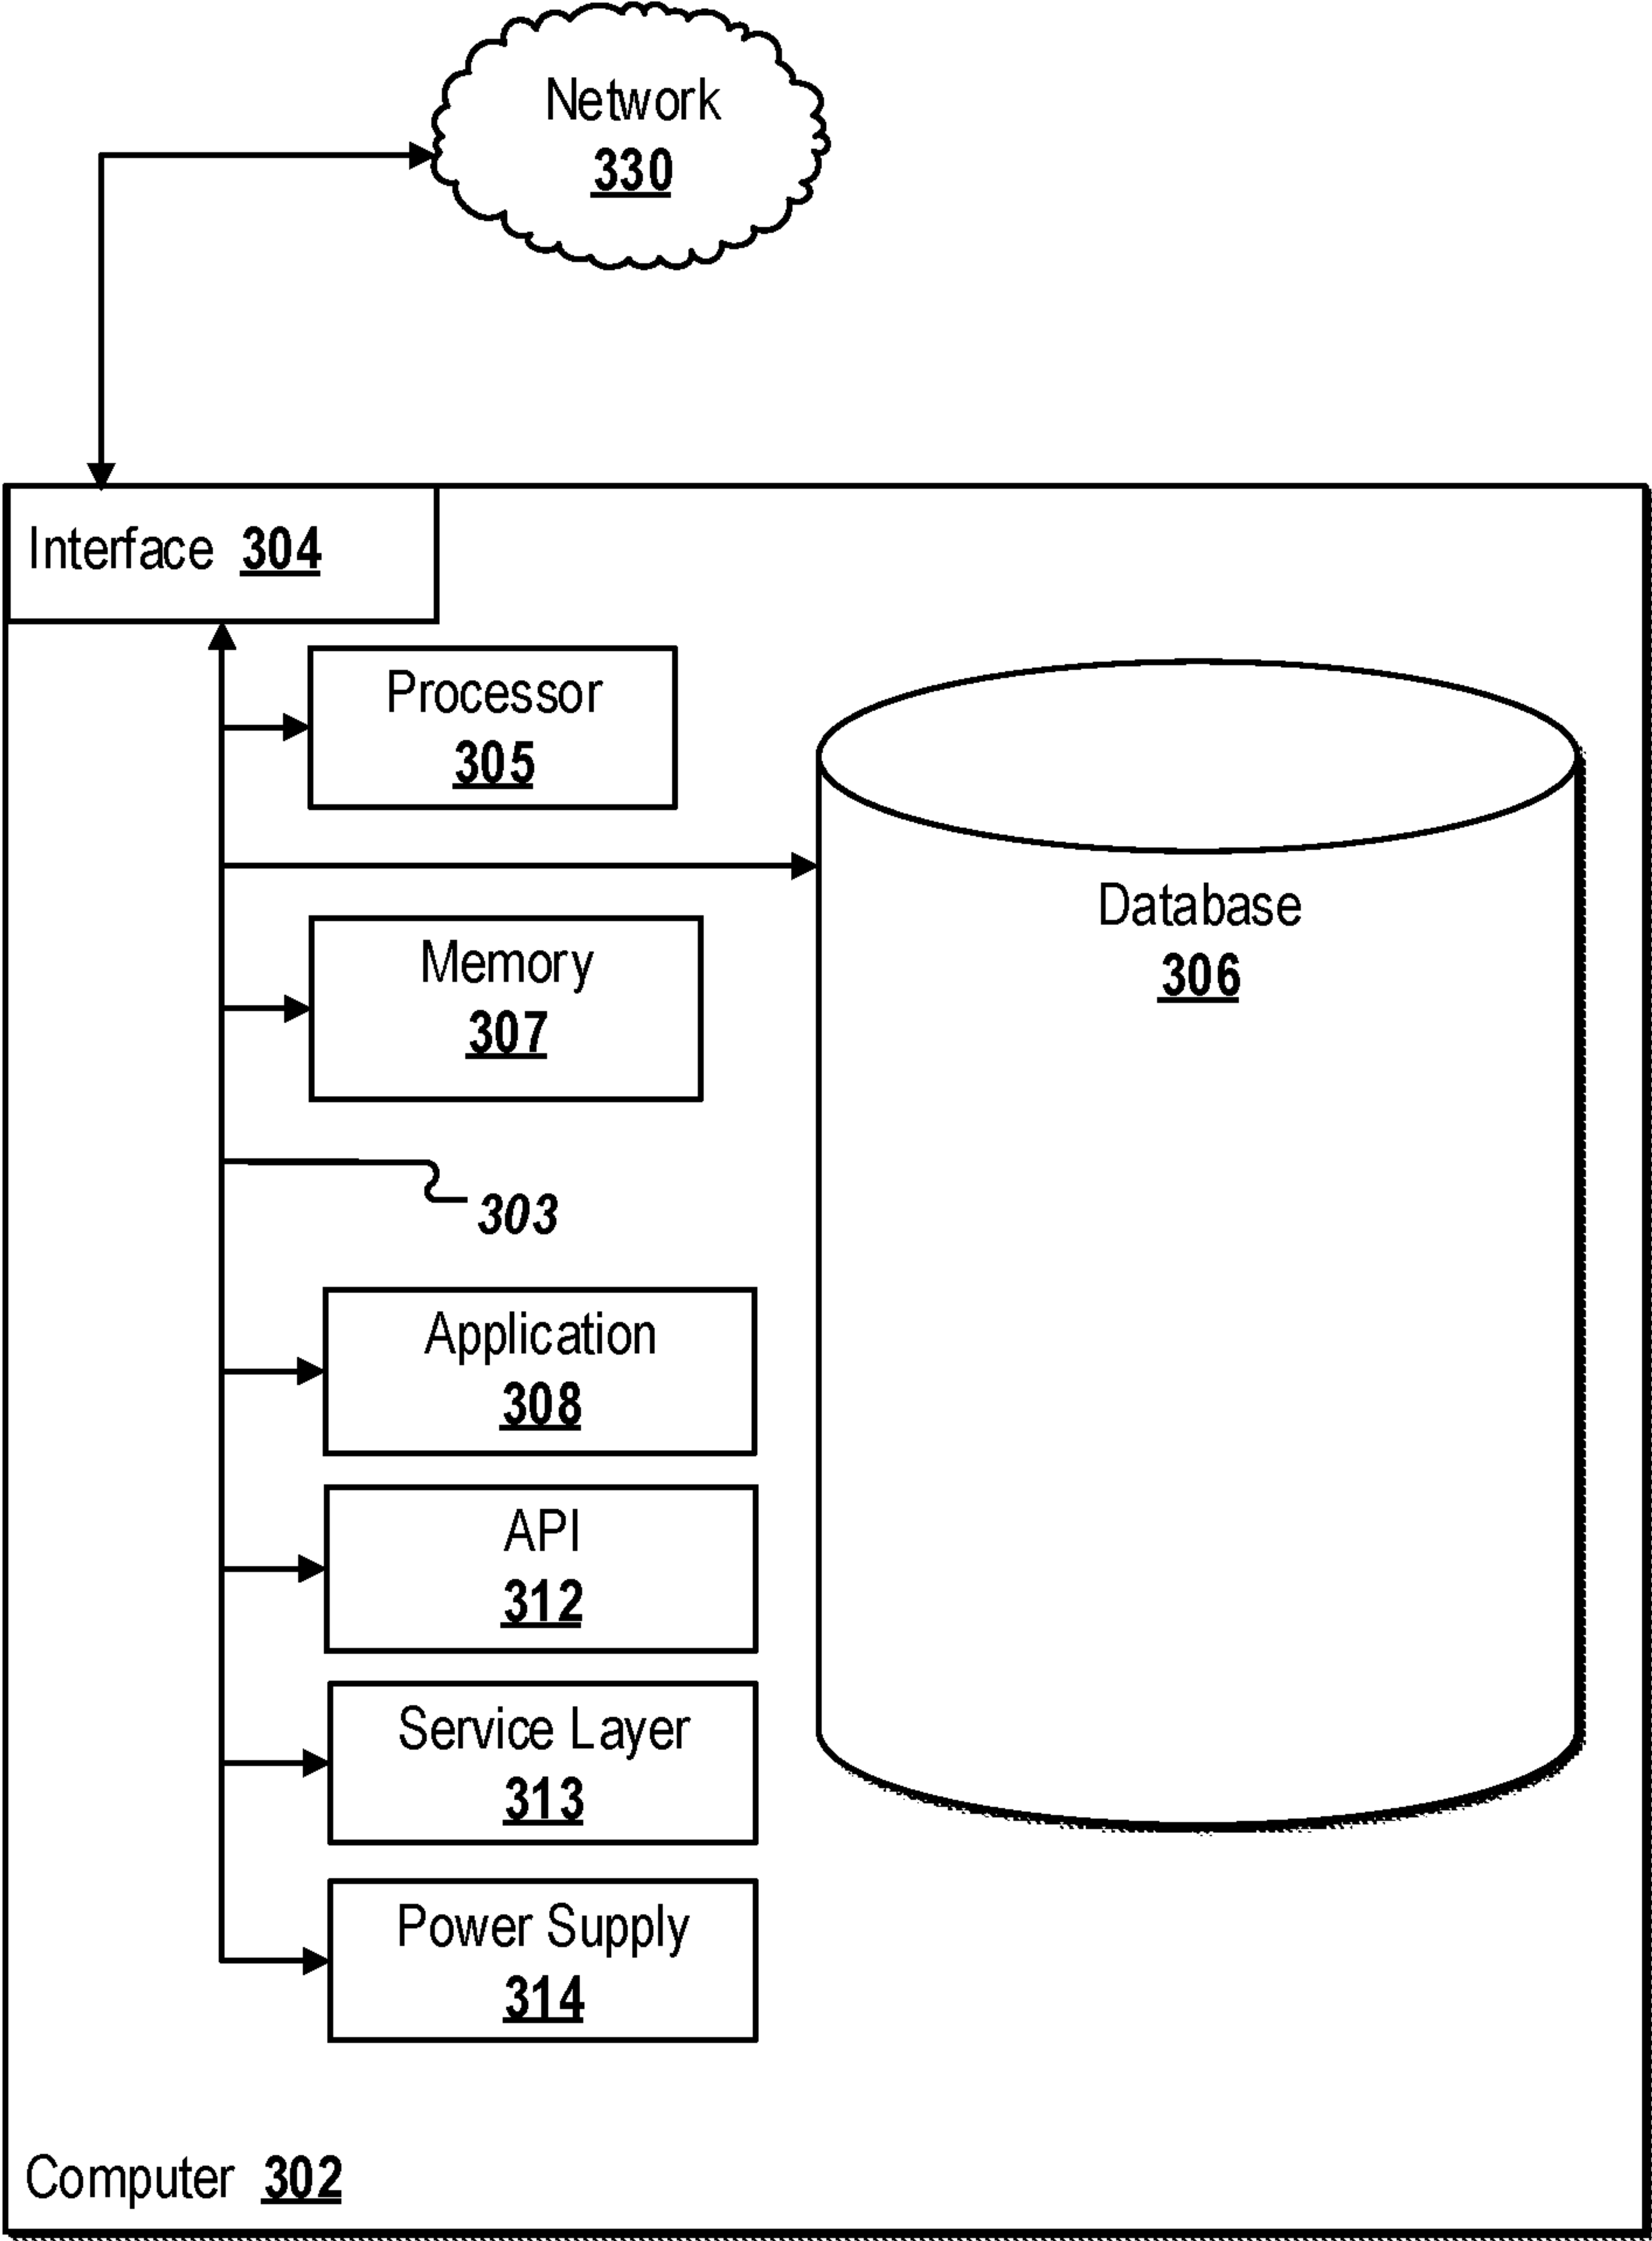 Network
330
Interface 304
Processor
305
Database
306
Memory
307
303
Application
308
API
312
Service Layer
313
Power Supply
314
Computer 302